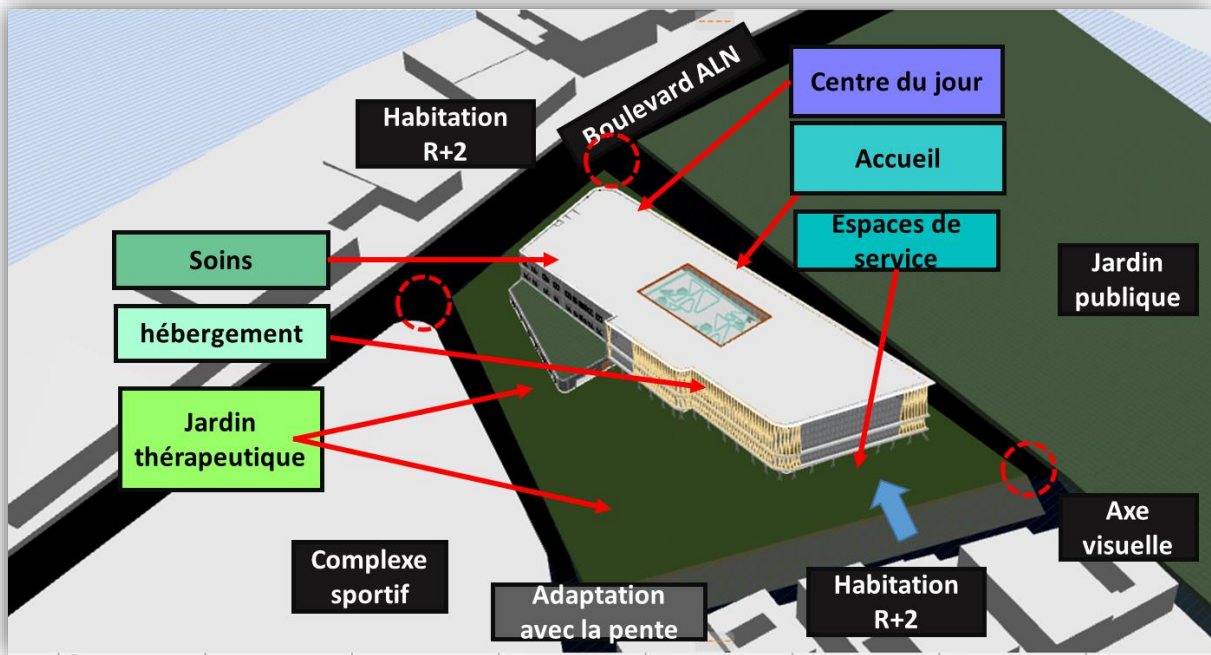 Boulevard ALN
Centre du jour
Habitation
R+2
Accueil
Espaces de
service
Soins
Jardin
publique
hébergement
Jardin
thérapeutique
Axe
visuelle
Complexe
sportif
Adaptation
avec la pente
Habitation
R+2